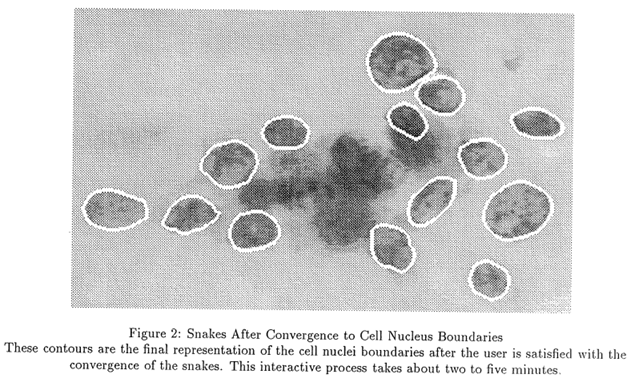 Figure 2: Snakes After Convergence to Cell Nucleus Boundaries
These contours are the final representation of the cell nuclei boundaries after the user is satisfied with the
convergence of the snakes. This interactive process takes about two to five minutes.